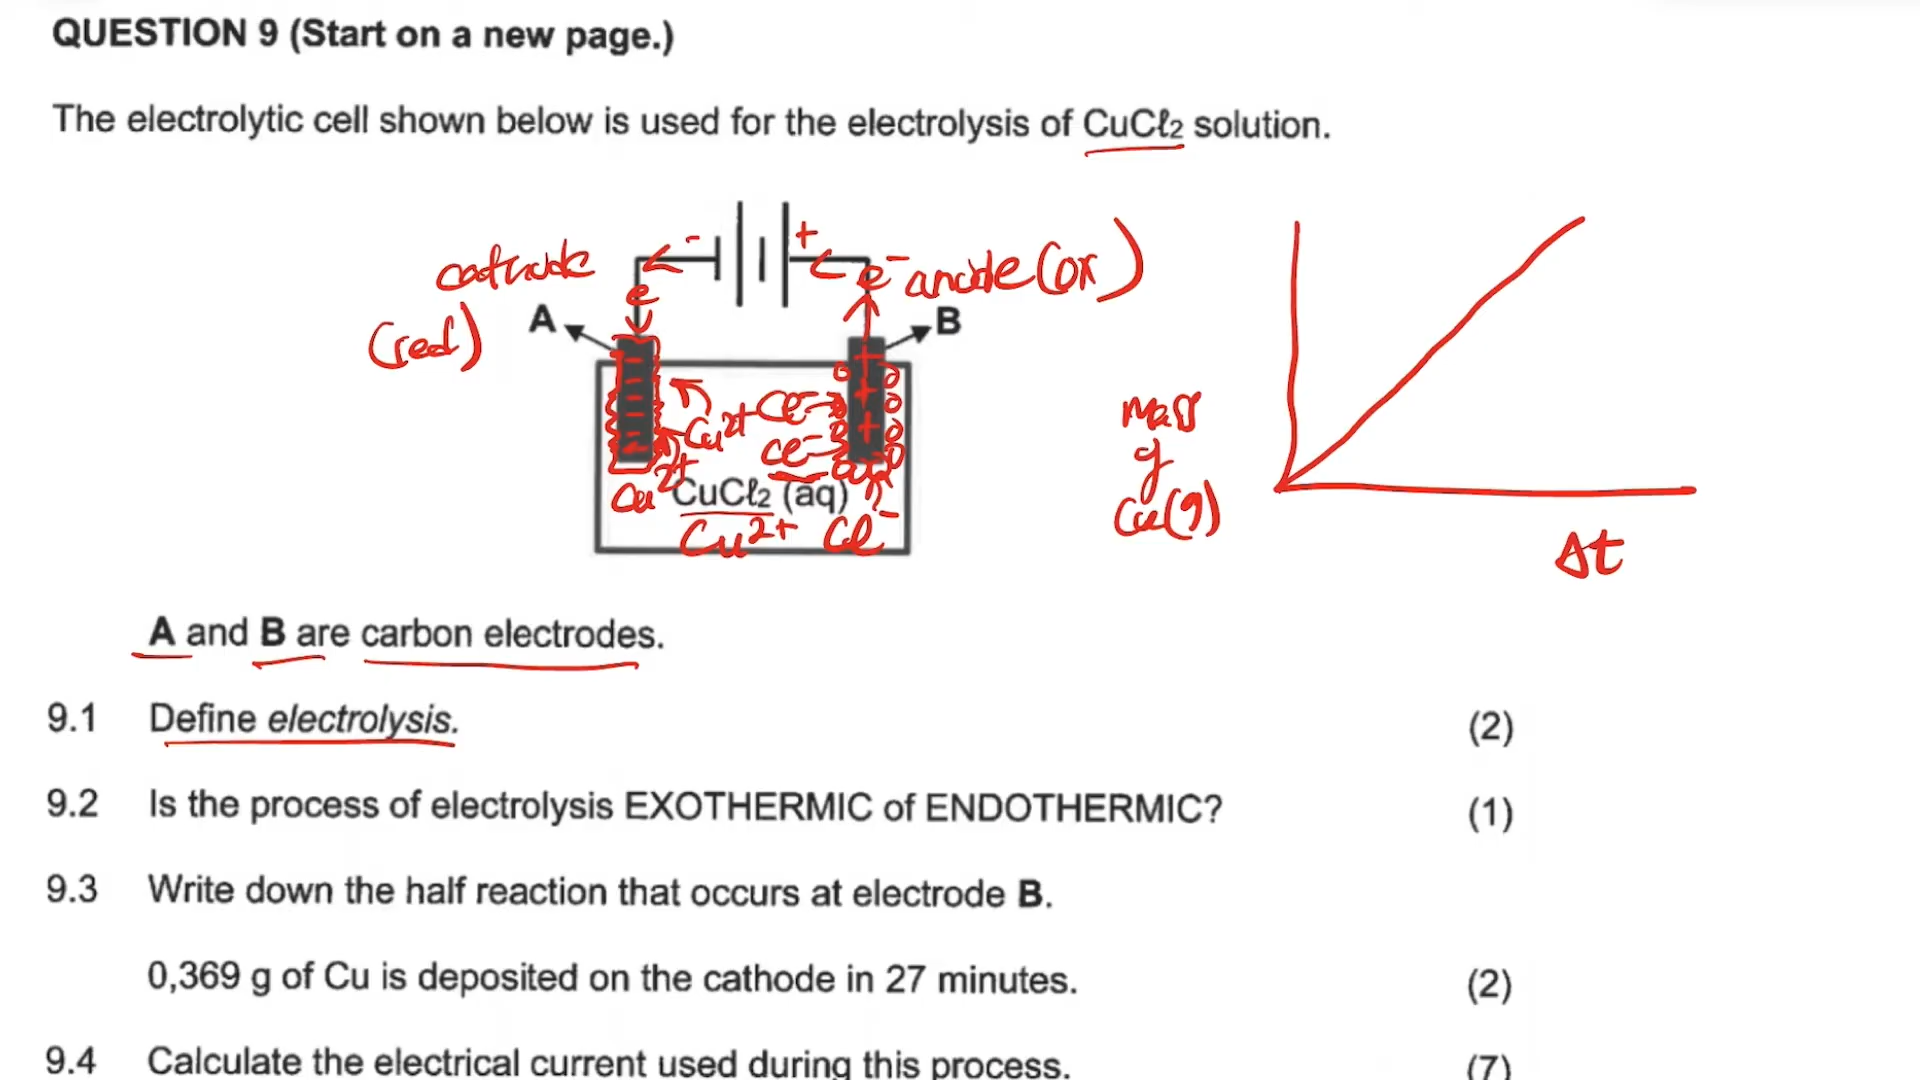 QUESTION 9 (Start on a new page.)
The electrolytic cell shown below is used for the electrolysis of CuCℓ2 solution.
cathode
(red)
A
-
+
e
e⁻
anode (ox)
B
Cu²⁺
Cl⁻
Cl⁻
Cu²⁺
CuCℓ2 (aq)
Cu²⁺ Cl⁻
mass
of
Cu(g)
Δt
A and B are carbon electrodes.
9.1 Define electrolysis. (2)
9.2 Is the process of electrolysis EXOTHERMIC of ENDOTHERMIC? (1)
9.3 Write down the half reaction that occurs at electrode B.
0,369 g of Cu is deposited on the cathode in 27 minutes. (2)
9.4 Calculate the electrical current used during this process. (7)